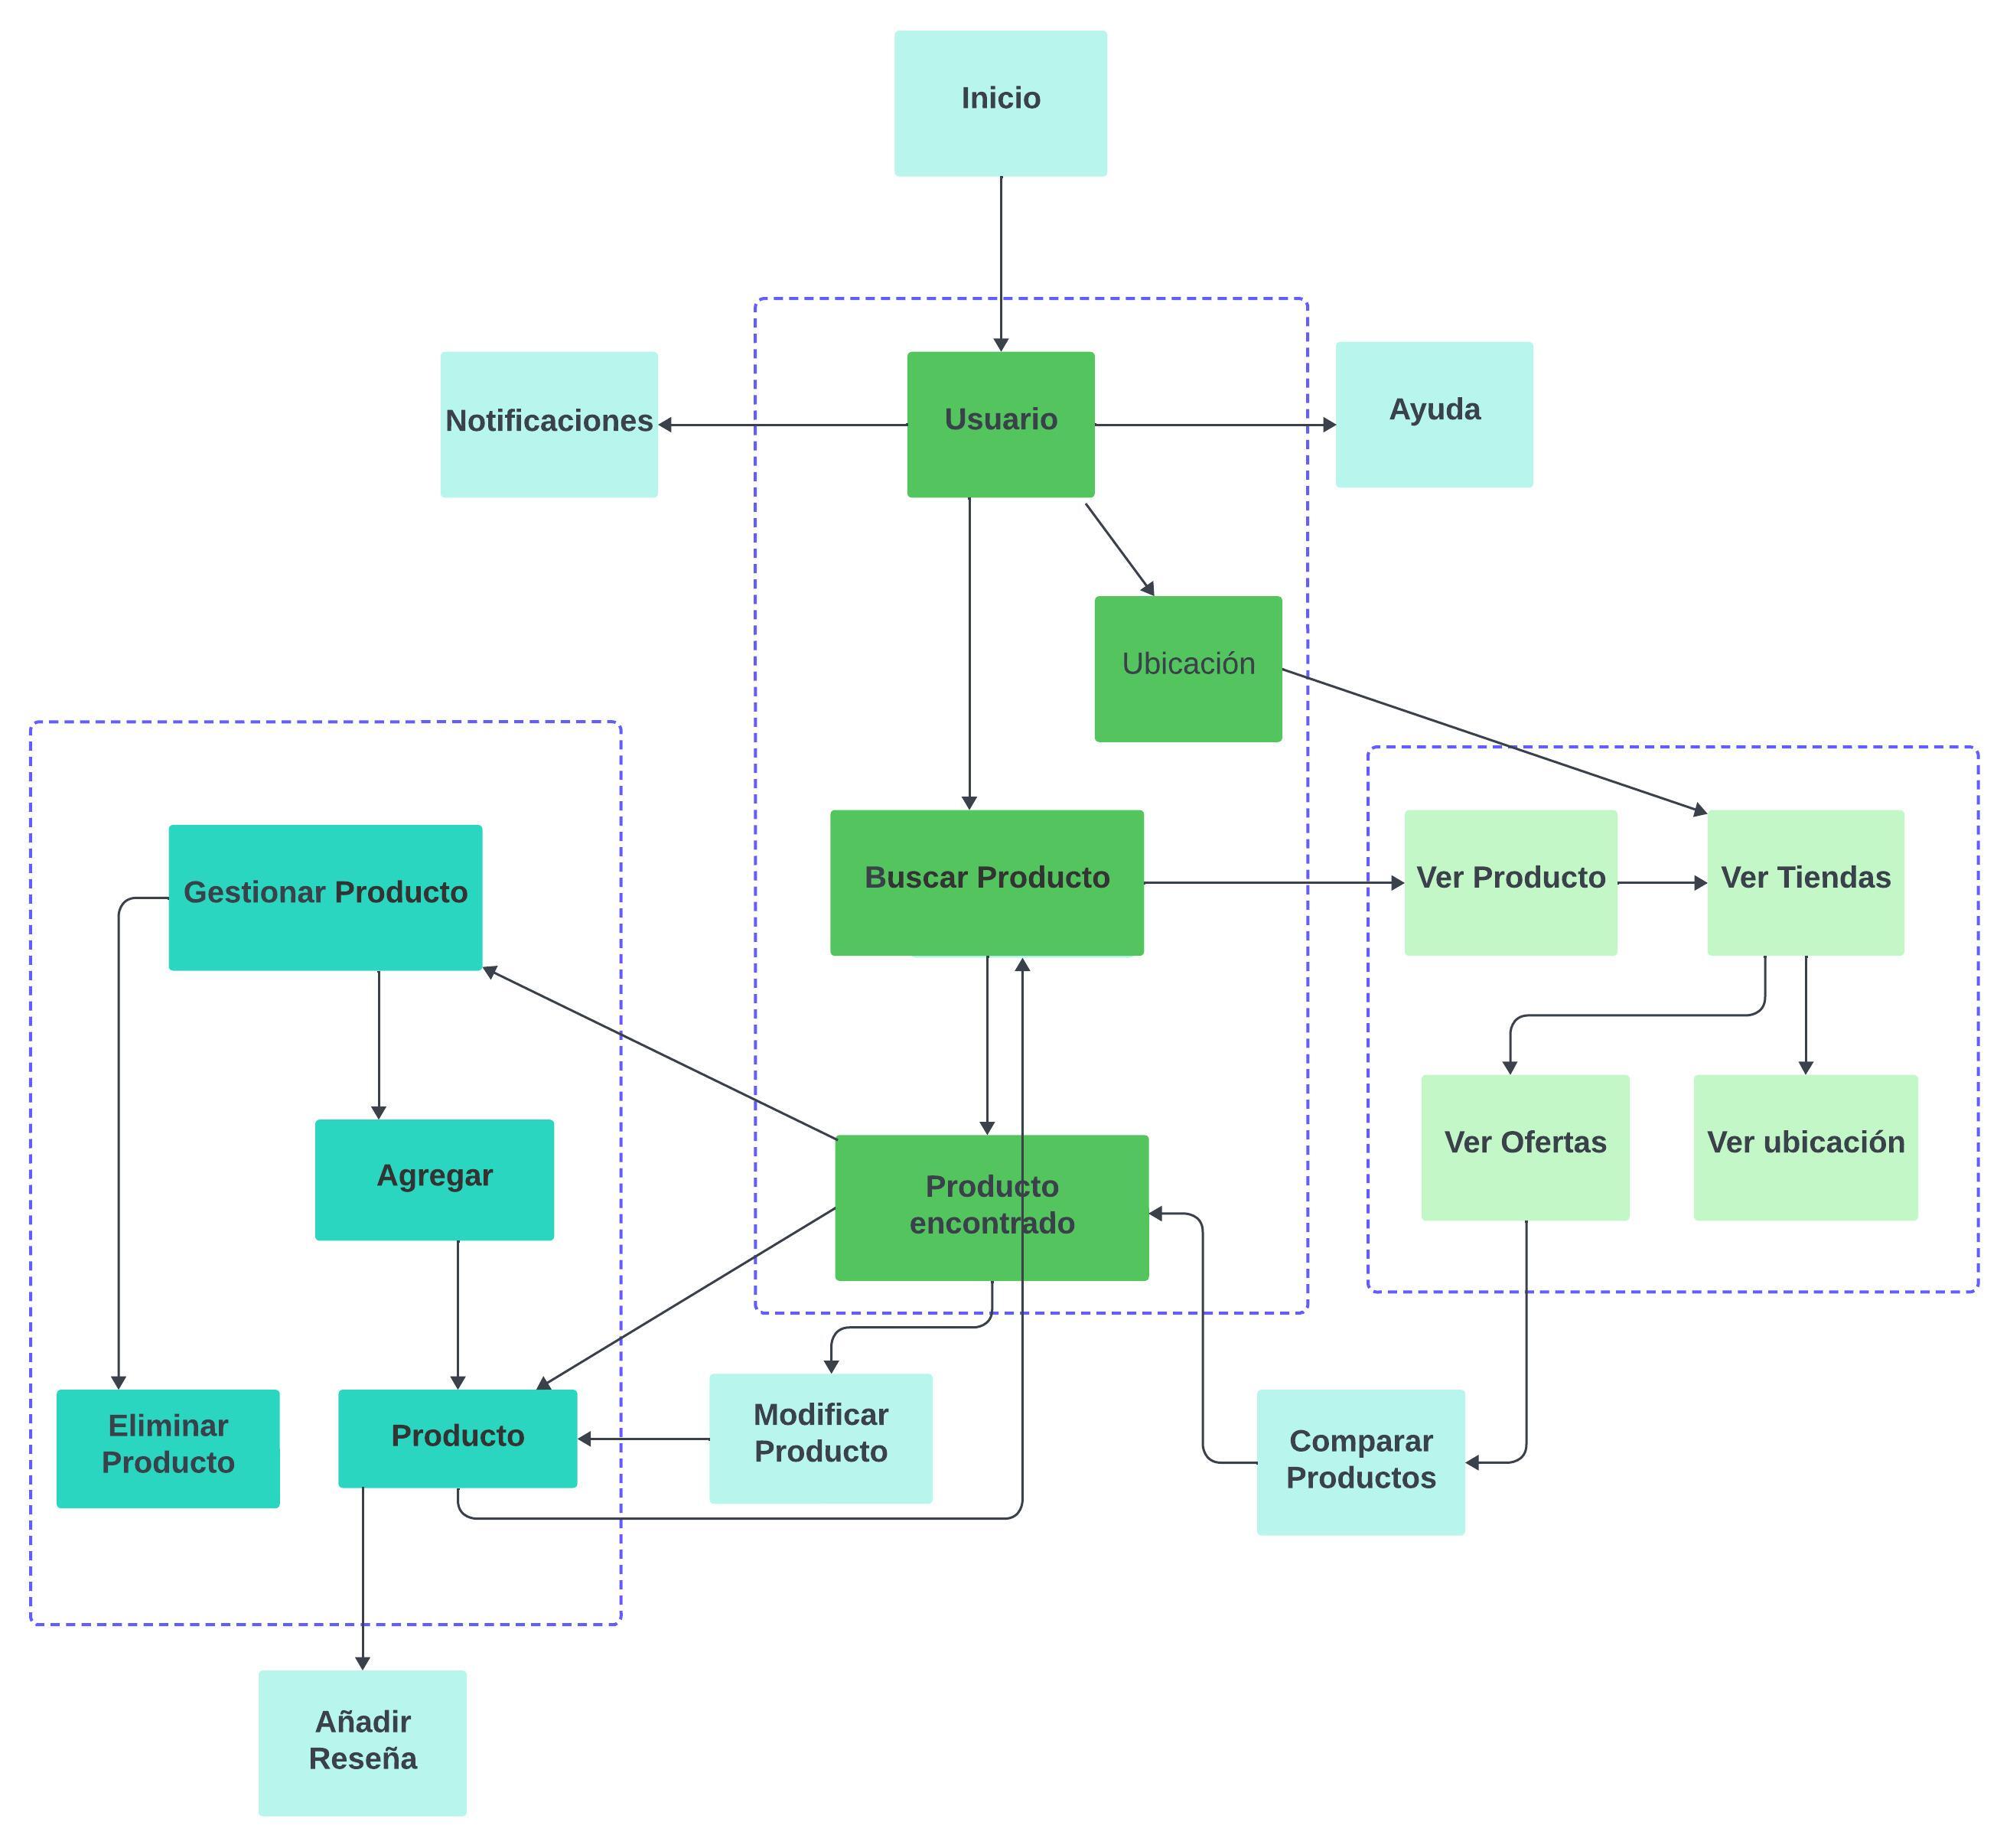 Inicio
Notificaciones
Usuario
Ayuda
Ubicación
Gestionar Producto
Buscar Producto
Ver Producto
Ver Tiendas
Agregar
Producto
encontrado
Ver Ofertas
Ver ubicación
Eliminar
Producto
Producto
Modificar
Producto
Comparar
Productos
Añadir
Reseña